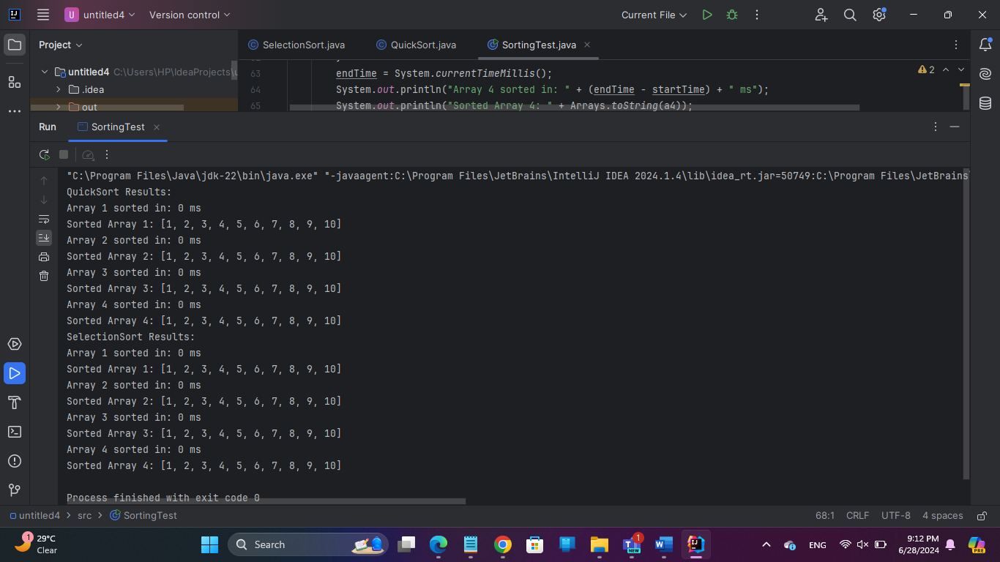 untitled4 Version control Current File
Project SelectionSort.java QuickSort.java SortingTest.java
untitled4 C:\Users\HP\IdeaProjects\u
.idea
out
63 endTime = System.currentTimeMillis(); 2
64 System.out.println("Array 4 sorted in: " + (endTime - startTime) + " ms");
65 System.out.println("Sorted Array 4: " + Arrays.toString(a4));
Run SortingTest
"C:\Program Files\Java\jdk-22\bin\java.exe" "-javaagent:C:\Program Files\JetBrains\IntelliJ IDEA 2024.1.4\lib\idea_rt.jar=50749:C:\Program Files\JetBrains\
QuickSort Results:
Array 1 sorted in: 0 ms
Sorted Array 1: [1, 2, 3, 4, 5, 6, 7, 8, 9, 10]
Array 2 sorted in: 0 ms
Sorted Array 2: [1, 2, 3, 4, 5, 6, 7, 8, 9, 10]
Array 3 sorted in: 0 ms
Sorted Array 3: [1, 2, 3, 4, 5, 6, 7, 8, 9, 10]
Array 4 sorted in: 0 ms
Sorted Array 4: [1, 2, 3, 4, 5, 6, 7, 8, 9, 10]
SelectionSort Results:
Array 1 sorted in: 0 ms
Sorted Array 1: [1, 2, 3, 4, 5, 6, 7, 8, 9, 10]
Array 2 sorted in: 0 ms
Sorted Array 2: [1, 2, 3, 4, 5, 6, 7, 8, 9, 10]
Array 3 sorted in: 0 ms
Sorted Array 3: [1, 2, 3, 4, 5, 6, 7, 8, 9, 10]
Array 4 sorted in: 0 ms
Sorted Array 4: [1, 2, 3, 4, 5, 6, 7, 8, 9, 10]
Process finished with exit code 0
untitled4 > src > SortingTest 68:1 CRLF UTF-8 4 spaces
1 29°C
Clear
Search
1
NEW
ENG
9:12 PM
6/28/2024
PRE